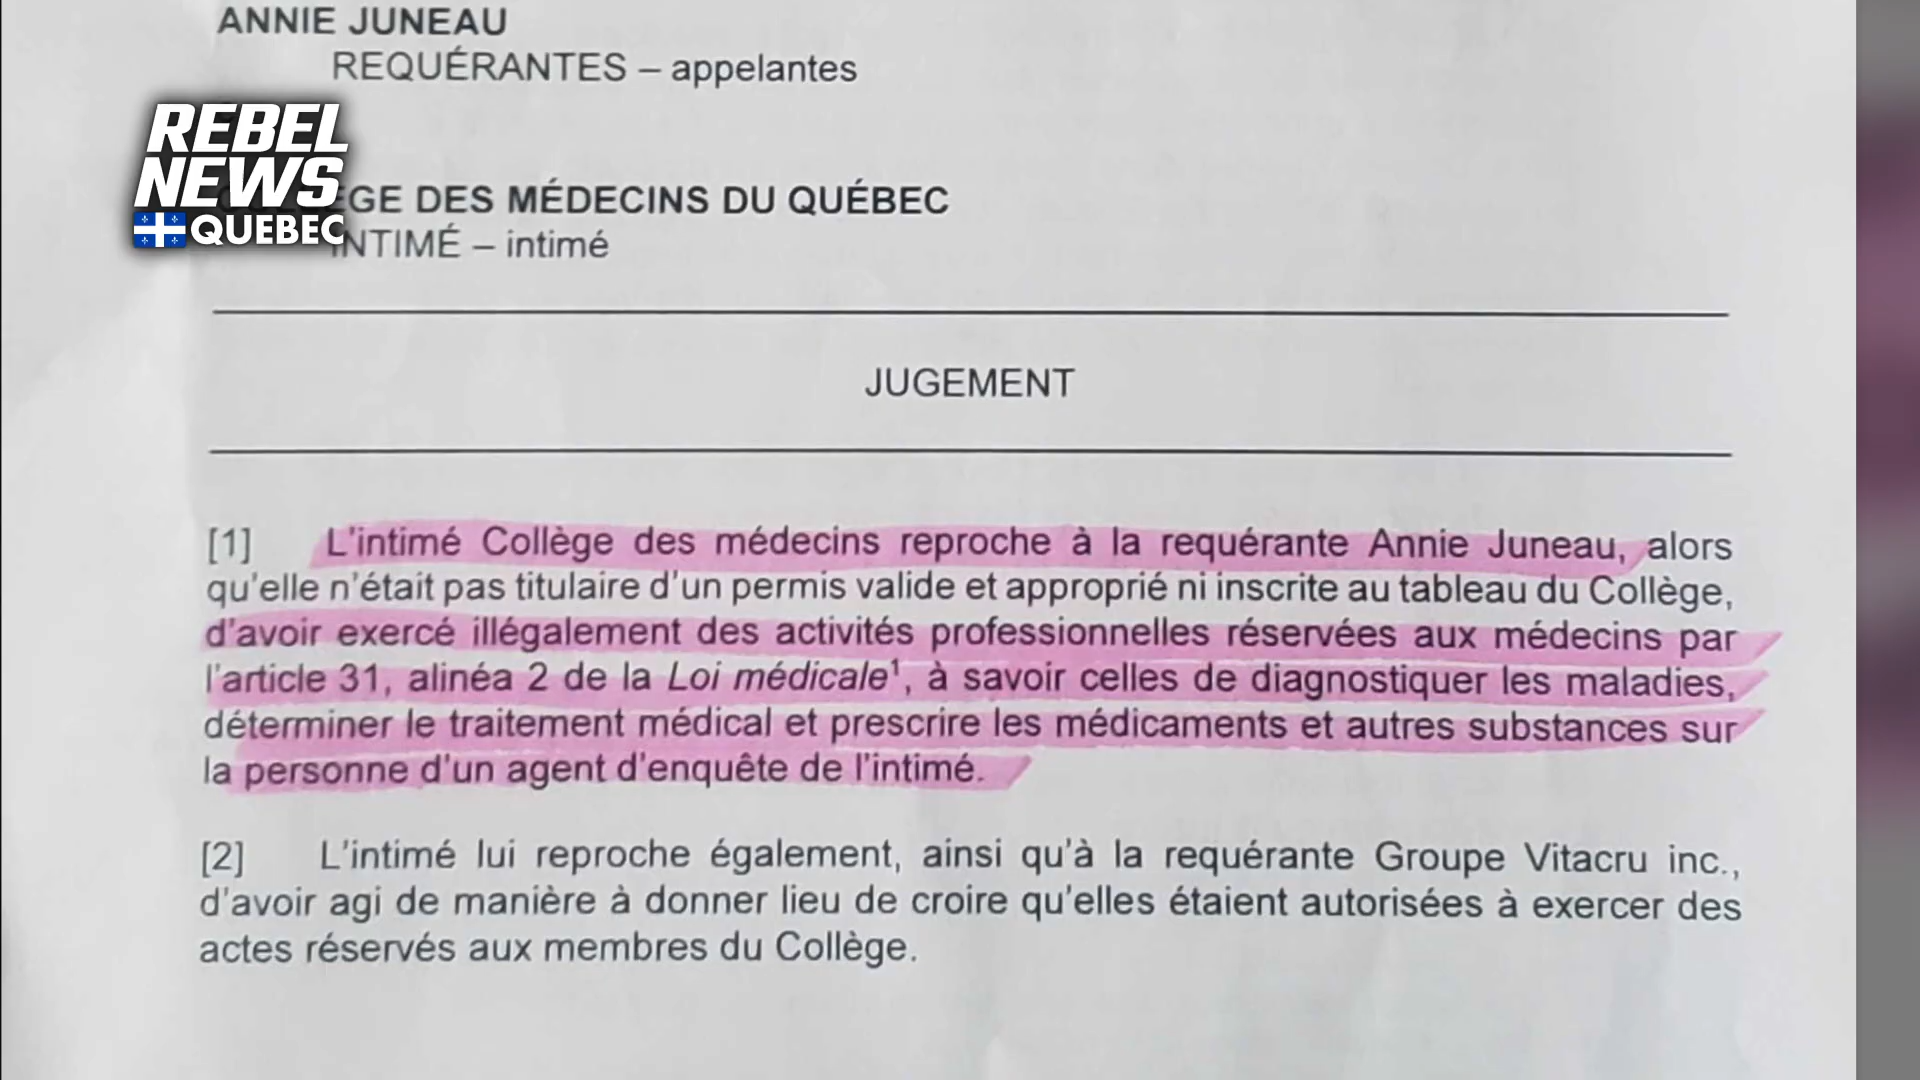 ANNIE JUNEAU
REQUÉRANTES – appelantes
REBEL
NEWS
QUEBEC
GE DES MÉDECINS DU QUÉBEC
INTIMÉ – intimé
JUGEMENT
[1] L'intimé Collège des médecins reproche à la requérante Annie Juneau, alors
qu'elle n'était pas titulaire d'un permis valide et approprié ni inscrite au tableau du Collège,
d'avoir exercé illégalement des activités professionnelles réservées aux médecins par
l'article 31, alinéa 2 de la Loi médicale¹, à savoir celles de diagnostiquer les maladies,
déterminer le traitement médical et prescrire les médicaments et autres substances sur
la personne d'un agent d'enquête de l'intimé.
[2] L'intimé lui reproche également, ainsi qu'à la requérante Groupe Vitacru inc.,
d'avoir agi de manière à donner lieu de croire qu'elles étaient autorisées à exercer des
actes réservés aux membres du Collège.